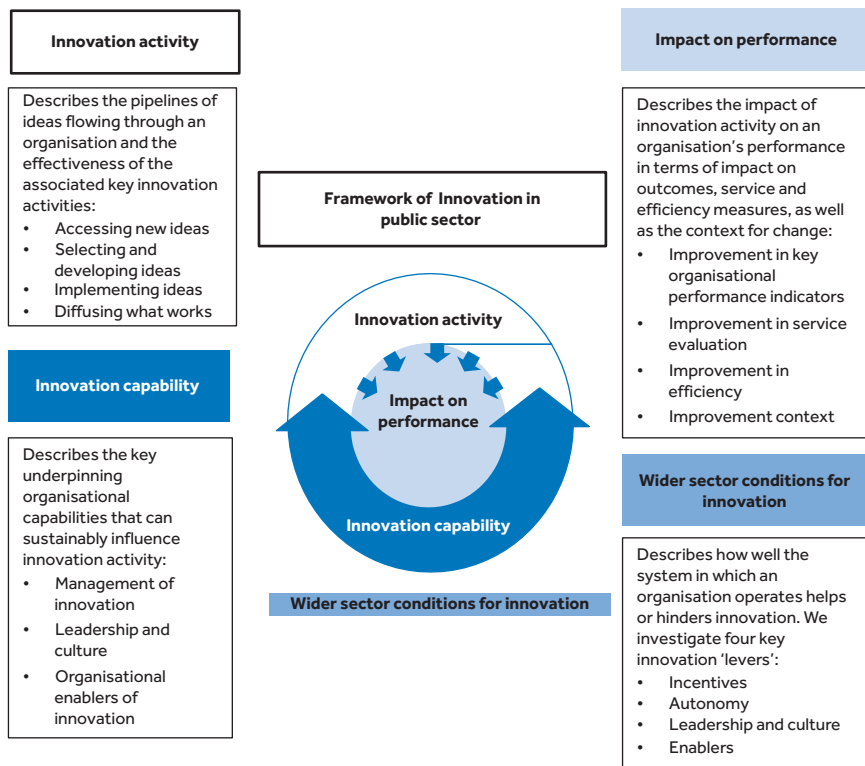 Innovation activity
Describes the pipelines of
ideas flowing through an
organisation and the
effectiveness of the
associated key innovation
activities:
• Accessing new ideas
• Selecting and
developing ideas
• Implementing ideas
• Diffusing what works
Innovation capability
Describes the key
underpinning
organisational
capabilities that can
sustainably influence
innovation activity:
• Management of
innovation
• Leadership and
culture
• Organisational
enablers of
innovation
Framework of Innovation in
public sector
Innovation activity
Impact on
performance
Innovation capability
Wider sector conditions for innovation
Impact on performance
Describes the impact of
innovation activity on an
organisation's performance
in terms of impact on
outcomes, service and
efficiency measures, as well
as the context for change:
• Improvement in key
organisational
performance indicators
• Improvement in service
evaluation
• Improvement in
efficiency
• Improvement context
Wider sector conditions for
innovation
Describes how well the
system in which an
organisation operates helps
or hinders innovation. We
investigate four key
innovation ‘levers’:
• Incentives
• Autonomy
• Leadership and culture
• Enablers